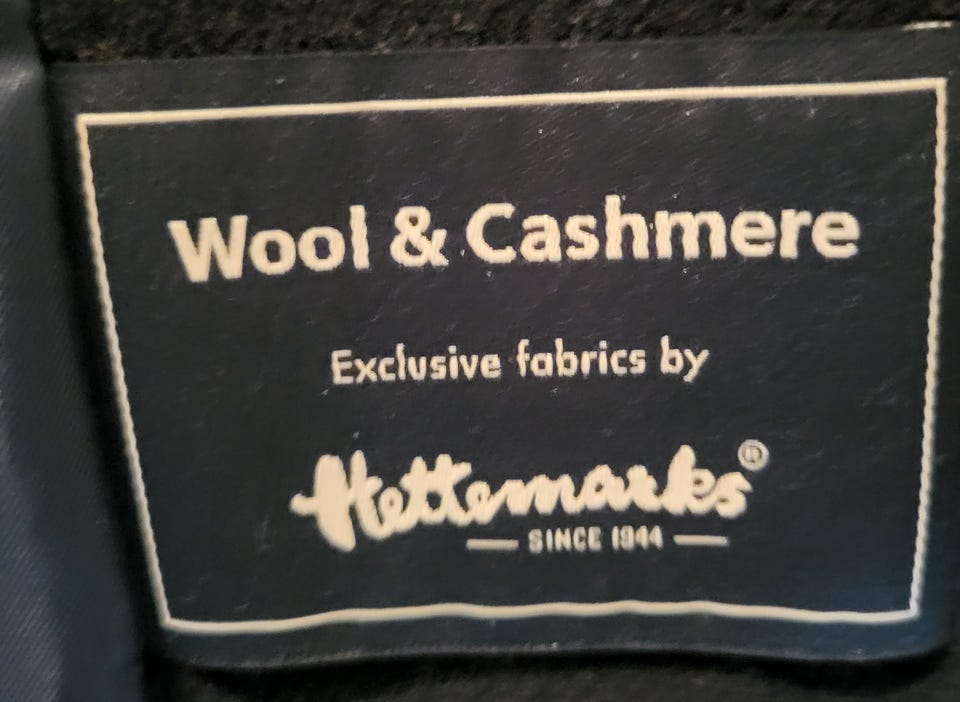 Wool & Cashmere
Exclusive fabrics by
Hettemarks®
SINCE 1944